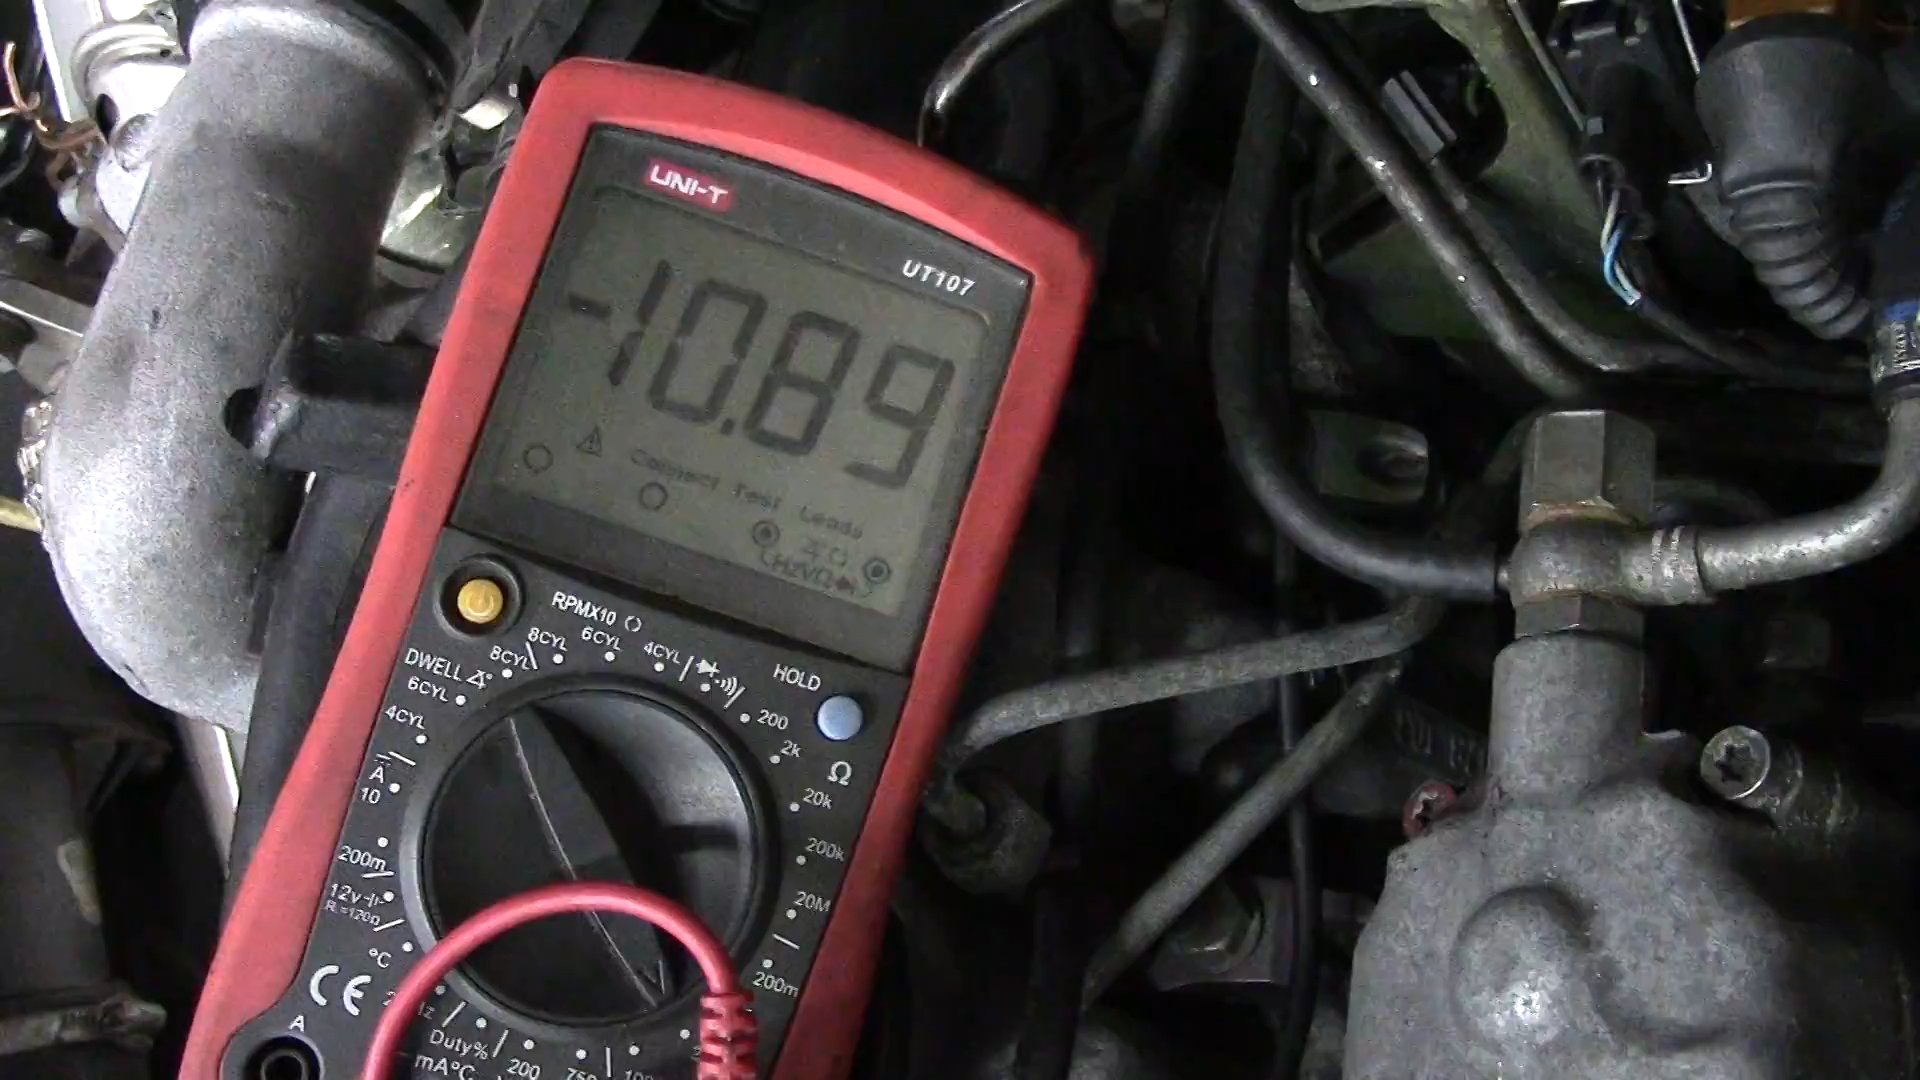 UNI-T
UT107
-10.89
Connect Test Leads
RPMX10
8CYL
6CYL
4CYL
8CYL
DWELL
6CYL
4CYL
HOLD
200
2k
Ω
20k
200k
20M
200m
A
10
200m
12v
°C
CE
A
Duty%
200
mA°C